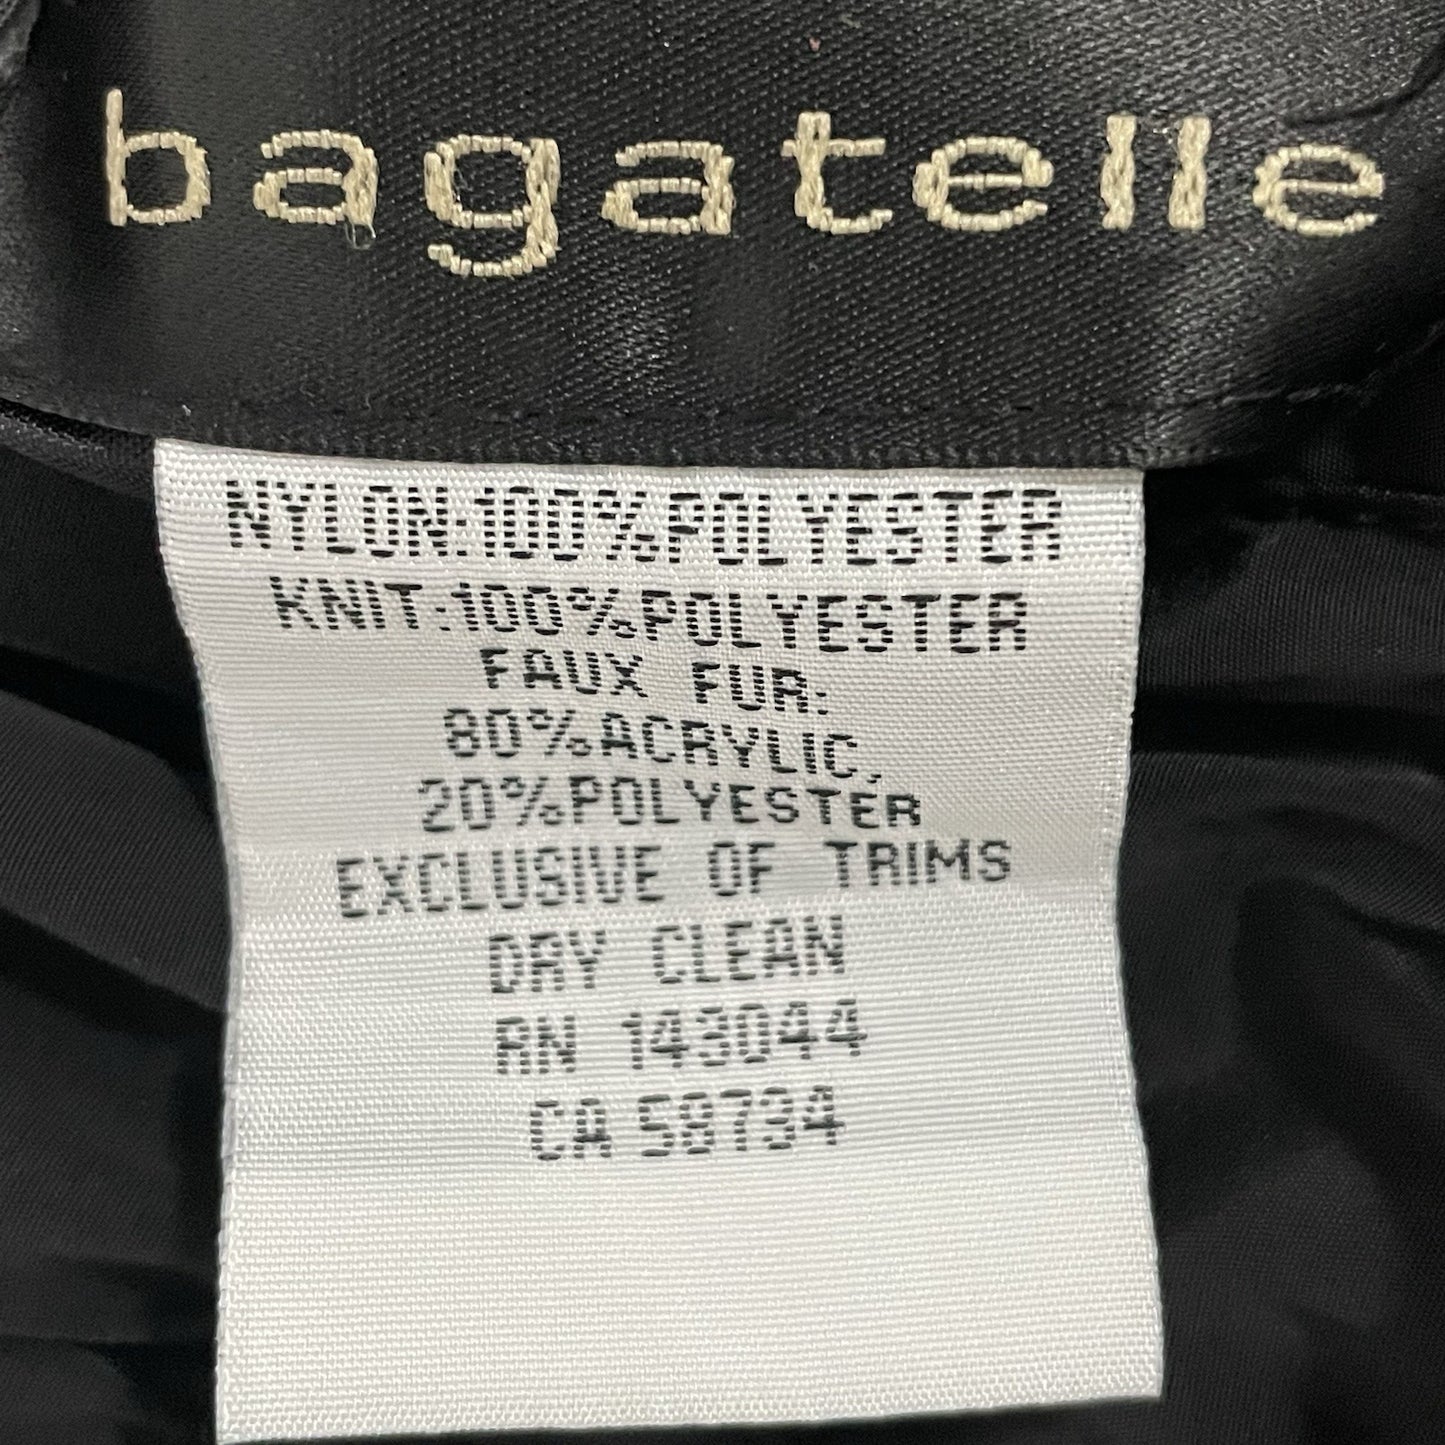 bagatelle
NYLON:100%POLYESTER
KNIT:100%POLYESTER
FAUX FUR:
80%ACRYLIC,
20%POLYESTER
EXCLUSIVE OF TRIMS
DRY CLEAN
RN 143044
CA 58734